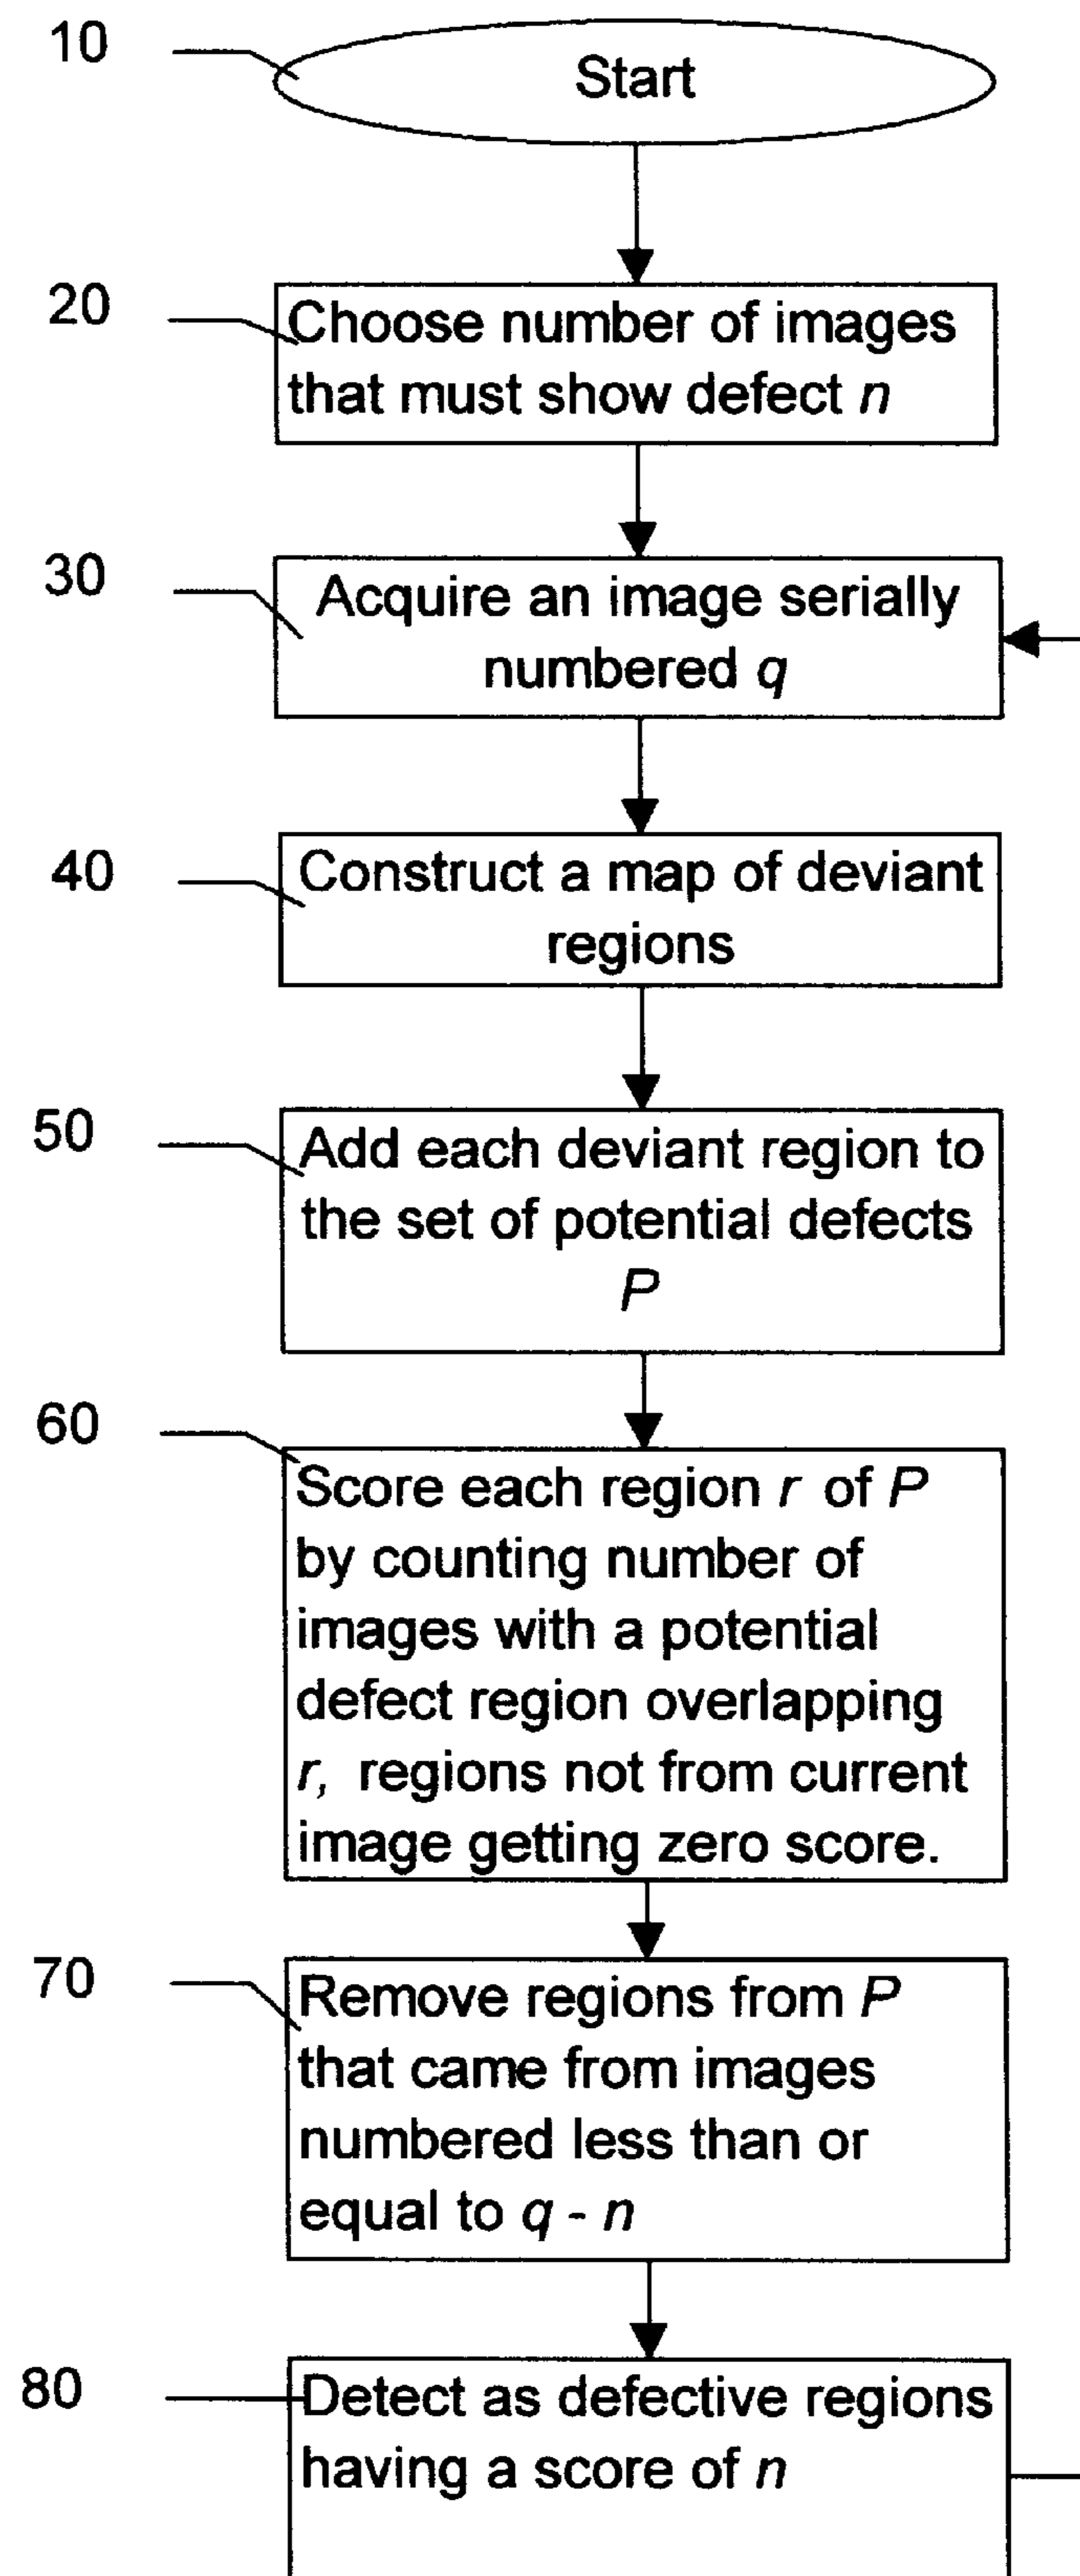 10
Start
20
Choose number of images
that must show defect n
30
Acquire an image serially
numbered q
40
Construct a map of deviant
regions
50
Add each deviant region to
the set of potential defects
P
60
Score each region r of P
by counting number of
images with a potential
defect region overlapping
r, regions not from current
image getting zero score.
70
Remove regions from P
that came from images
numbered less than or
equal to q - n
80
Detect as defective regions
having a score of n